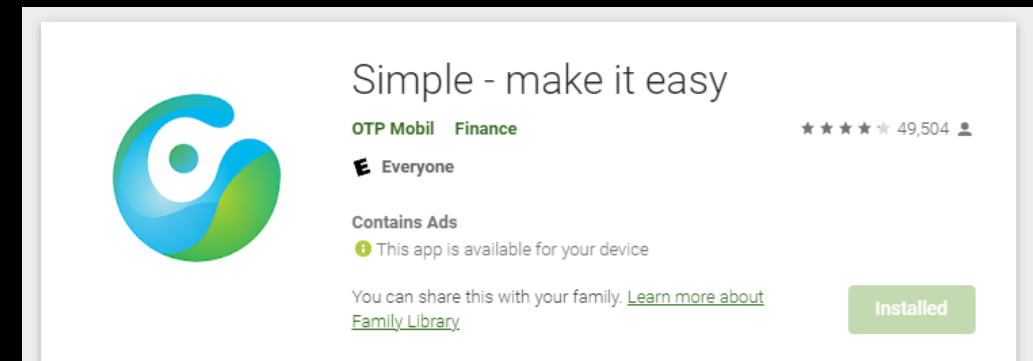 Simple - make it easy
OTP Mobil Finance
49,504
E Everyone
Contains Ads
This app is available for your device
You can share this with your family. Learn more about
Family Library
Installed